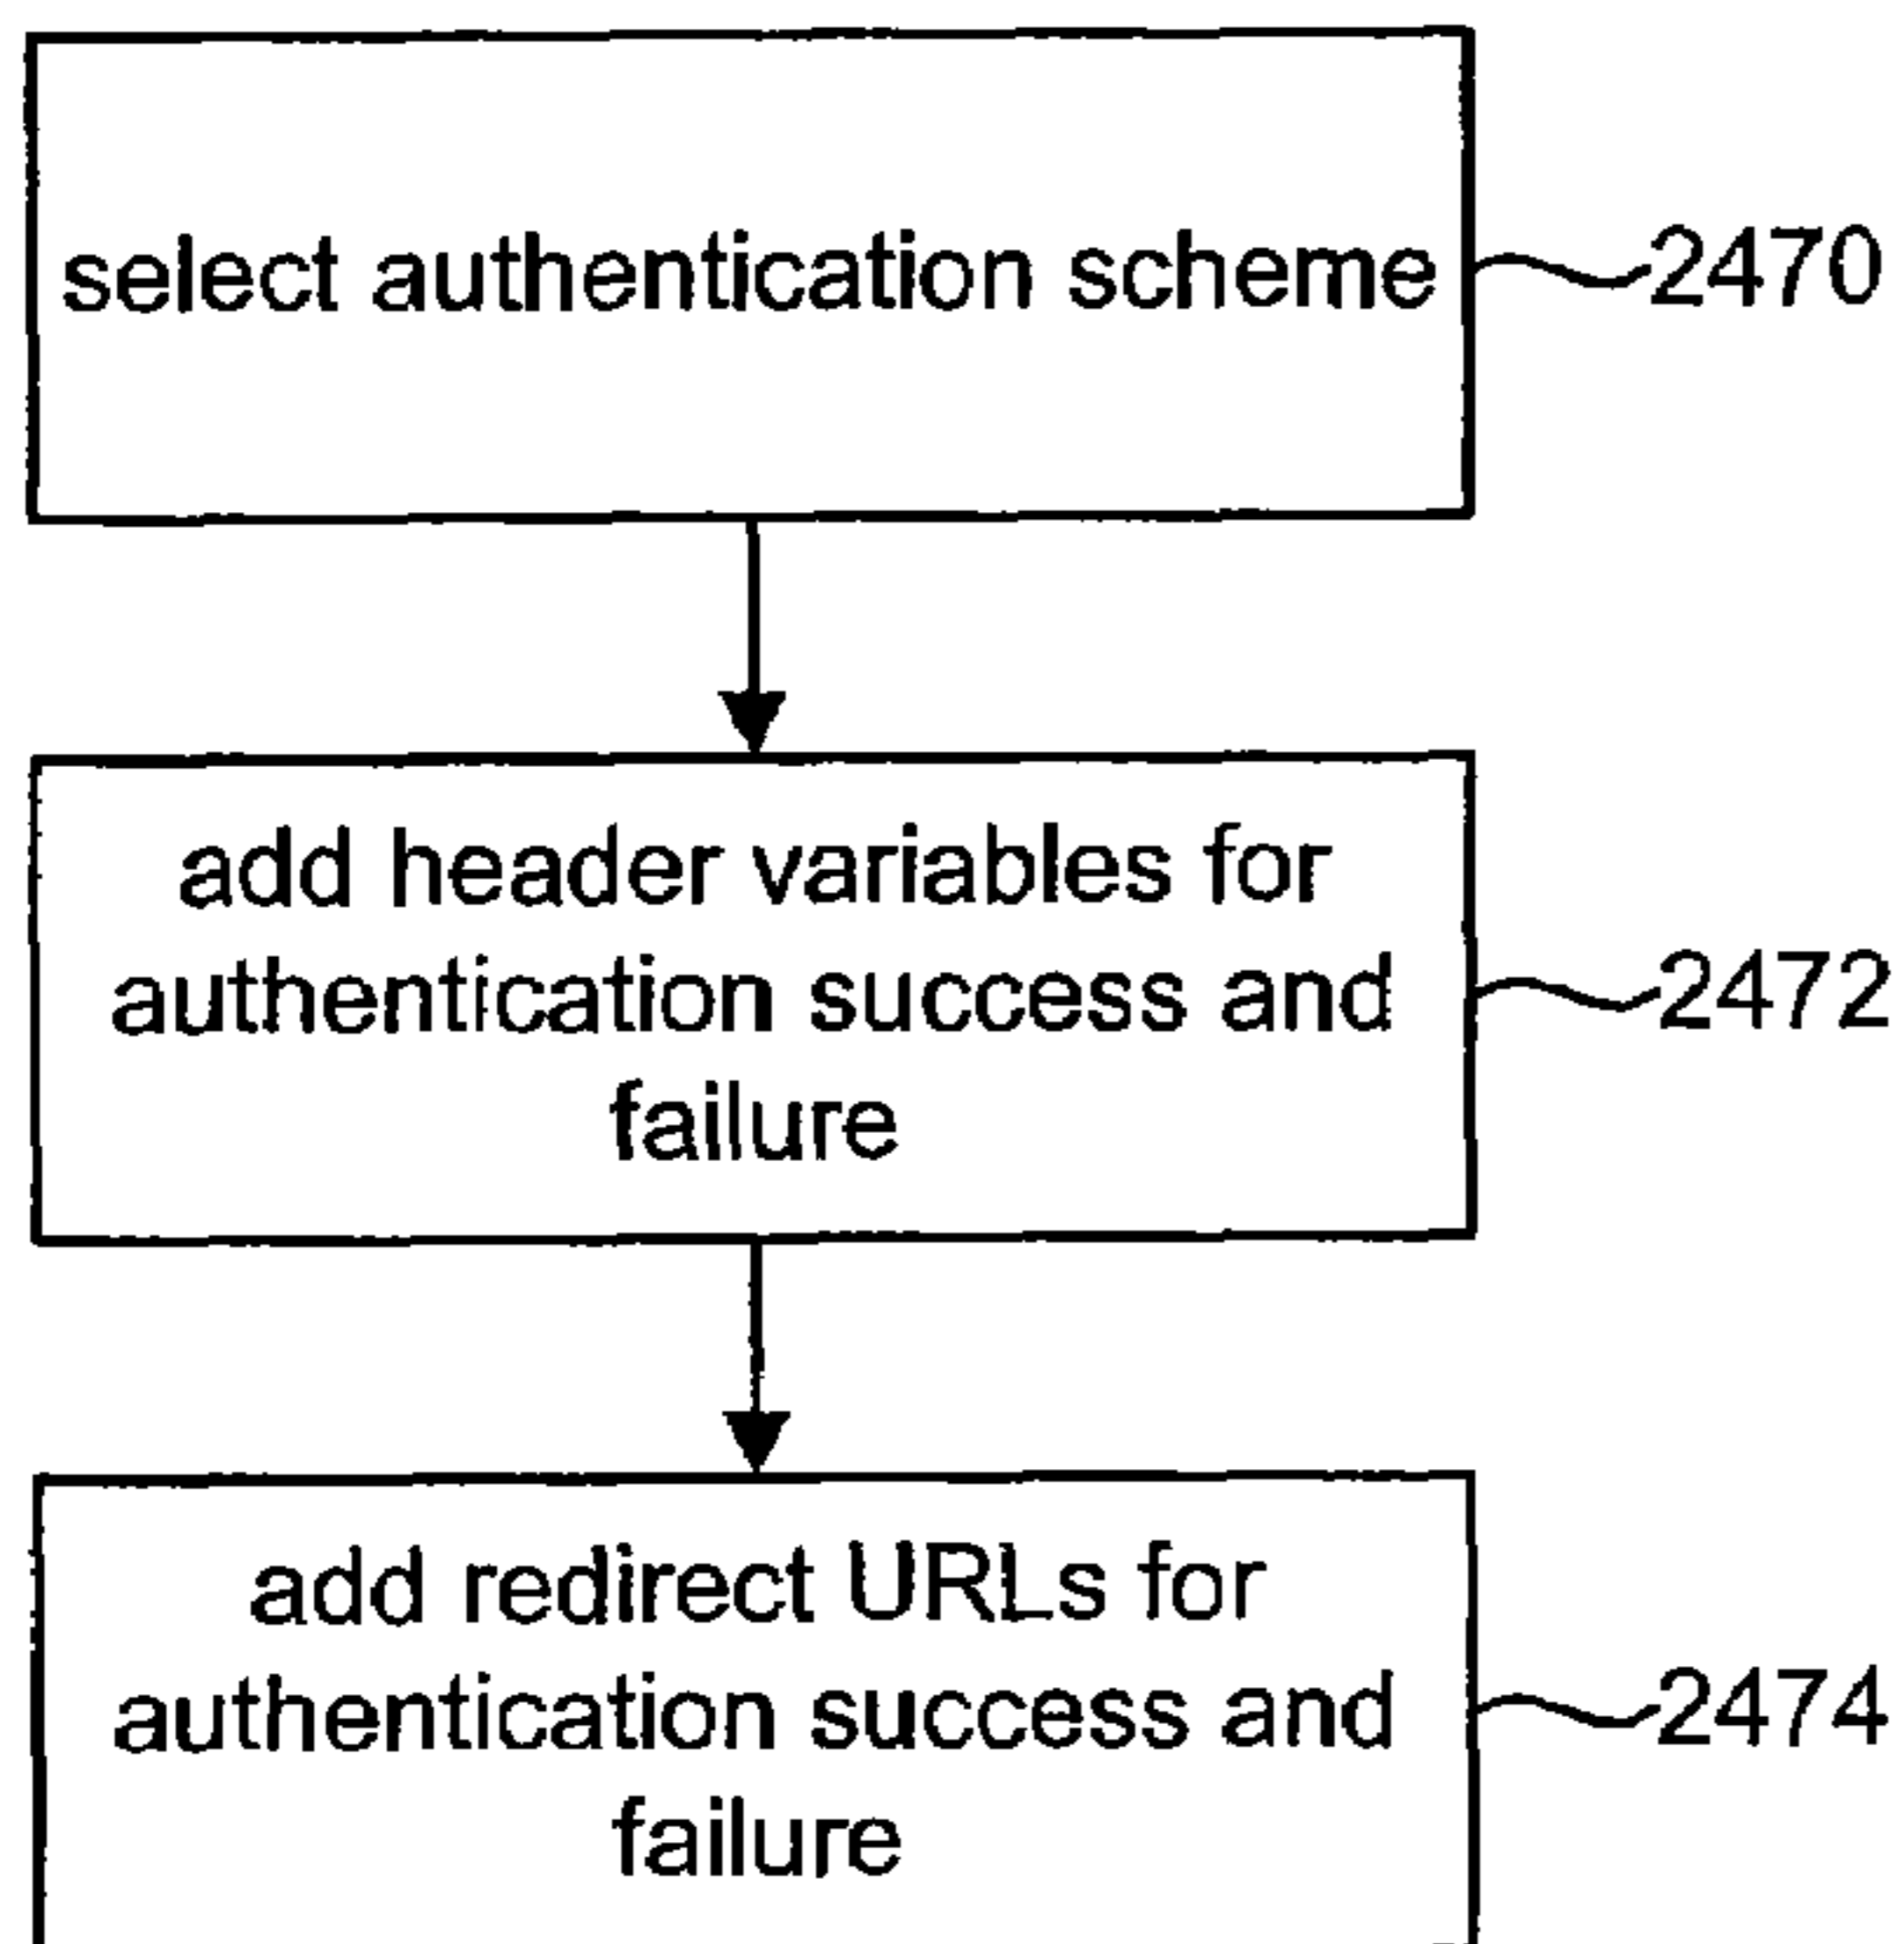 select authentication scheme
2470
add header variables for
authentication success and
2472
failure
add redirect URLs for
authentication success and
2474
failure